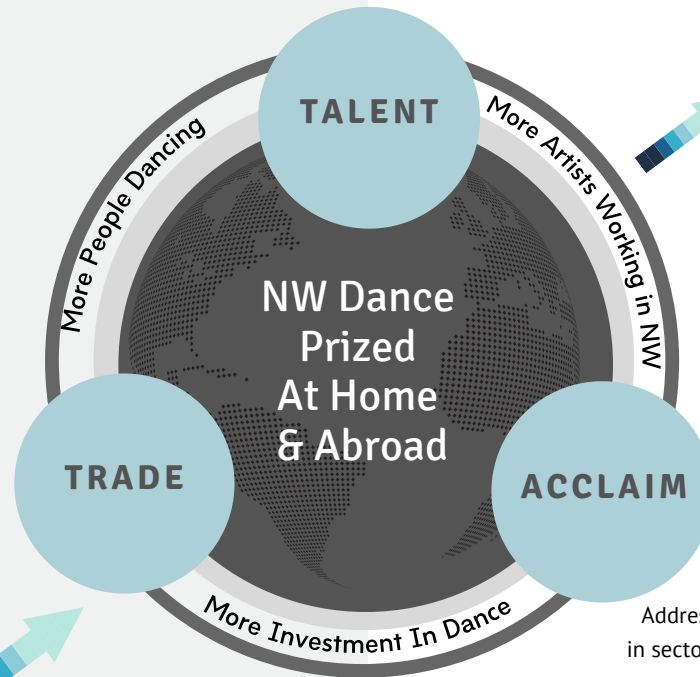 TALENT
More People Dancing
More Artists Working in NW
NW Dance
Prized
At Home
& Abroad
TRADE
ACCLAIM
More Investment In Dance
in